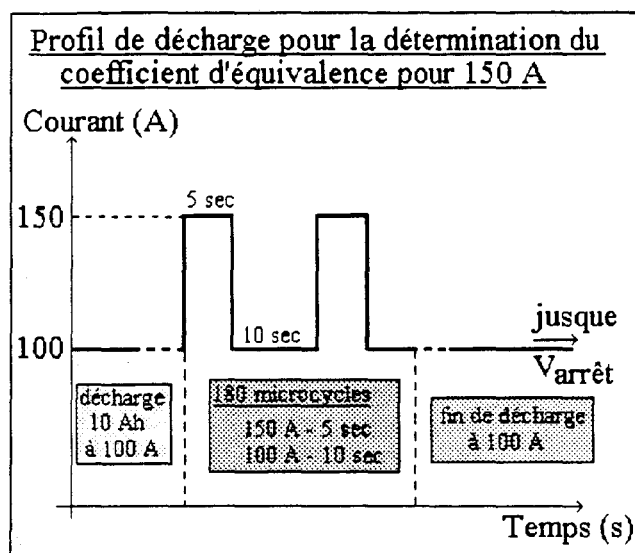 Profil de décharge pour la détermination du
coefficient d'équivalence pour 150 A
Courant (A)
5 sec
150
10 sec
100
jusque
Varrêt
décharge
10 Ah
à 100 A
180 microcycles
150 A - 5 sec
100 A - 10 sec
fin de décharge
à 100 A
Temps (s)